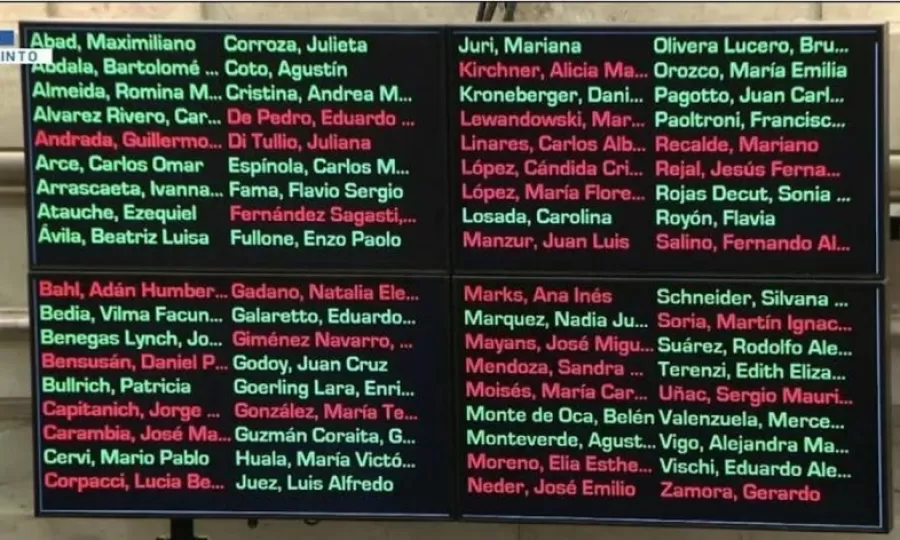 INTO
Abad, Maximiliano
Abdala, Bartolomé ...
Almeida, Romina M...
Alvarez Rivero, Car...
Andrada, Guillermo...
Arce, Carlos Omar
Arrascaeta, Ivanna...
Atauche, Ezequiel
Ávila, Beatriz Luisa
Corroza, Julieta
Coto, Agustín
Cristina, Andrea M...
De Pedro, Eduardo ...
Di Tullio, Juliana
Espínola, Carlos M...
Fama, Flavio Sergio
Fernández Sagasti,...
Fullone, Enzo Paolo
Juri, Mariana
Kirchner, Alicia Ma...
Kroneberger, Dani...
Lewandowski, Mar...
Linares, Carlos Alb...
López, Cándida Cri...
López, María Flore...
Losada, Carolina
Manzur, Juan Luis
Olivera Lucero, Bru...
Orozco, María Emilia
Pagotto, Juan Carl...
Paoltroni, Francisc...
Recalde, Mariano
Rejal, Jesús Ferna...
Rojas Decut, Sonia ...
Royón, Flavia
Salino, Fernando Al...
Bahl, Adán Humber...
Bedia, Vilma Facun...
Benegas Lynch, Jo...
Bensusán, Daniel P...
Bullrich, Patricia
Capitanich, Jorge ...
Carambia, José Ma...
Cervi, Mario Pablo
Corpacci, Lucia Be...
Gadano, Natalia Ele...
Galaretto, Eduardo...
Giménez Navarro, ...
Godoy, Juan Cruz
Goerling Lara, Enri...
González, María Te...
Guzmán Coraita, G...
Huala, María Victó...
Juez, Luis Alfredo
Marks, Ana Inés
Marquez, Nadia Ju...
Mayans, José Migu...
Mendoza, Sandra ...
Moisés, María Car...
Monte de Oca, Belén
Monteverde, Agust...
Moreno, Elia Esthe...
Neder, José Emilio
Schneider, Silvana ...
Soria, Martín Ignac...
Suárez, Rodolfo Ale...
Terenzi, Edith Eliza...
Uñac, Sergio Mauri...
Valenzuela, Merce...
Vigo, Alejandra Ma...
Vischi, Eduardo Ale...
Zamora, Gerardo